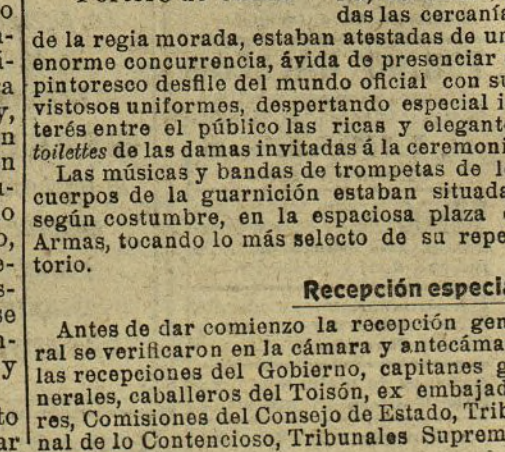 das las cercanía
de la regia morada, estaban atestadas de un
enorme concurrencia, ávida de presenciar
pintoresco desfile del mundo oficial con su
vistosos uniformes, despertando especial i
terés entre el público las ricas y elegant
toilettes de las damas invitadas á la ceremoni
Las músicas y bandas de trompetas de l
cuerpos de la guarnición estaban situada
según costumbre, en la espaciosa plaza
Armas, tocando lo más selecto de su repe
torio.
Recepción especia
Antes de dar comienzo la recepción gen
ral se verificaron en la cámara y antecáma
las recepciones del Gobierno, capitanes g
nerales, caballeros del Toisón, ex embajad
res, Comisiones del Consejo de Estado, Trib
nal de lo Contencioso, Tribunales Suprem